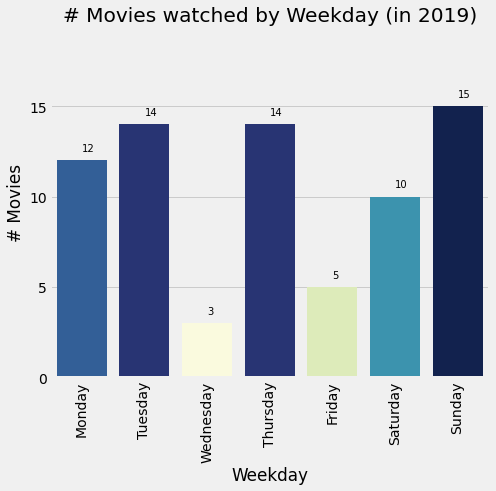 # Movies watched by Weekday (in 2019)
# Movies
15
10
5
0
12
14
3
14
5
10
15
Monday
Tuesday
Wednesday
Thursday
Friday
Saturday
Sunday
Weekday